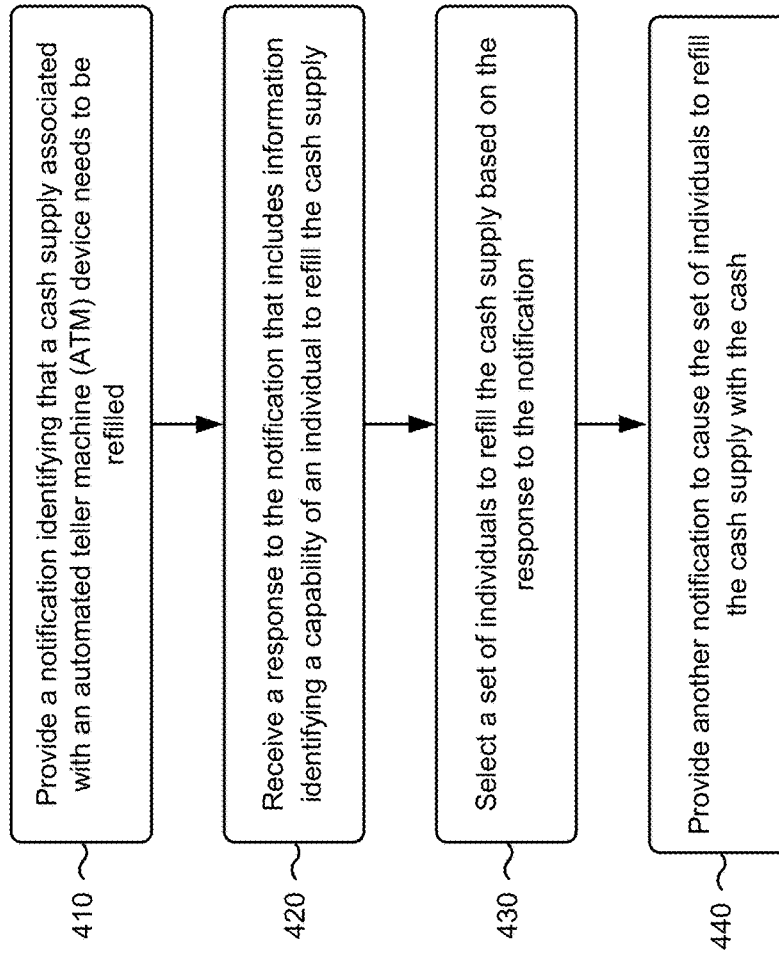 410
Provide a notification identifying that a cash supply associated
with an automated teller machine (ATM) device needs to be
refilled
420
Receive a response to the notification that includes information
identifying a capability of an individual to refill the cash supply
430
Select a set of individuals to refill the cash supply based on the
response to the notification
440
Provide another notification to cause the set of individuals to refill
the cash supply with the cash